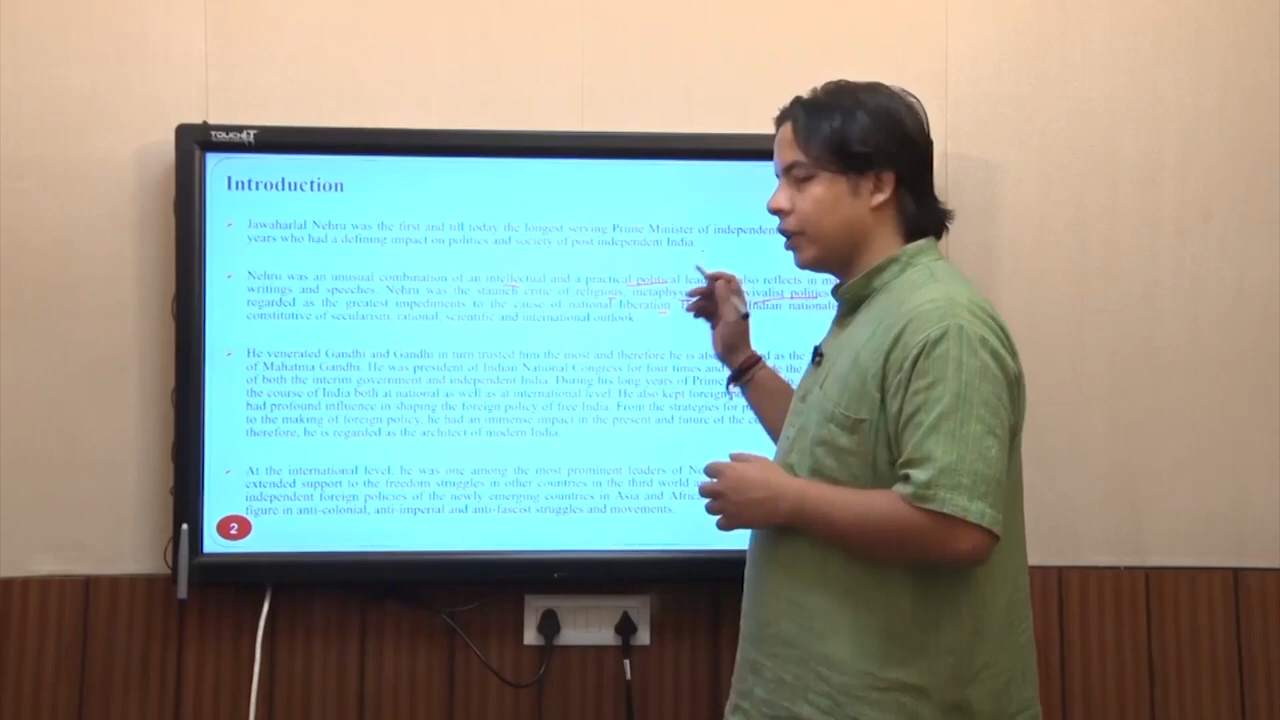 TOUCHIT
Introduction
Jawaharlal Nehru was the first and till today the longest serving Prime Minister of independent
years who had a defining impact on politics and society of post independent India.
Nehru was an unusual combination of an intellectual and a practical political also reflects in
writings and speeches. Nehru was the staunch critic of religious, metaphys vivalist politics
regarded as the greatest impediments to the cause of national liberation Indian
constitutive of secularism, rational, scientific and international outlook
He venerated Gandhi and Gandhi in turn trusted him the most and therefore he is as the
of Mahatma Gandhi. He was president of Indian National Congress for four times and the
of both the interim government and independent India. During his long years of Prime
the course of India both at national as well as at international level. He also kept foreign
had profound influence in shaping the foreign policy of free India. From the strategies for
to the making of foreign policy, he had an immense impact in the present and future of the
therefore, he is regarded as the architect of modern India.
At the international level, he was one among the most prominent leaders of
extended support to the freedom struggles in other countries in the third world
independent foreign policies of the newly emerging countries in Asia and
figure in anti-colonial, anti-imperial and anti-fascist struggles and movements.
2